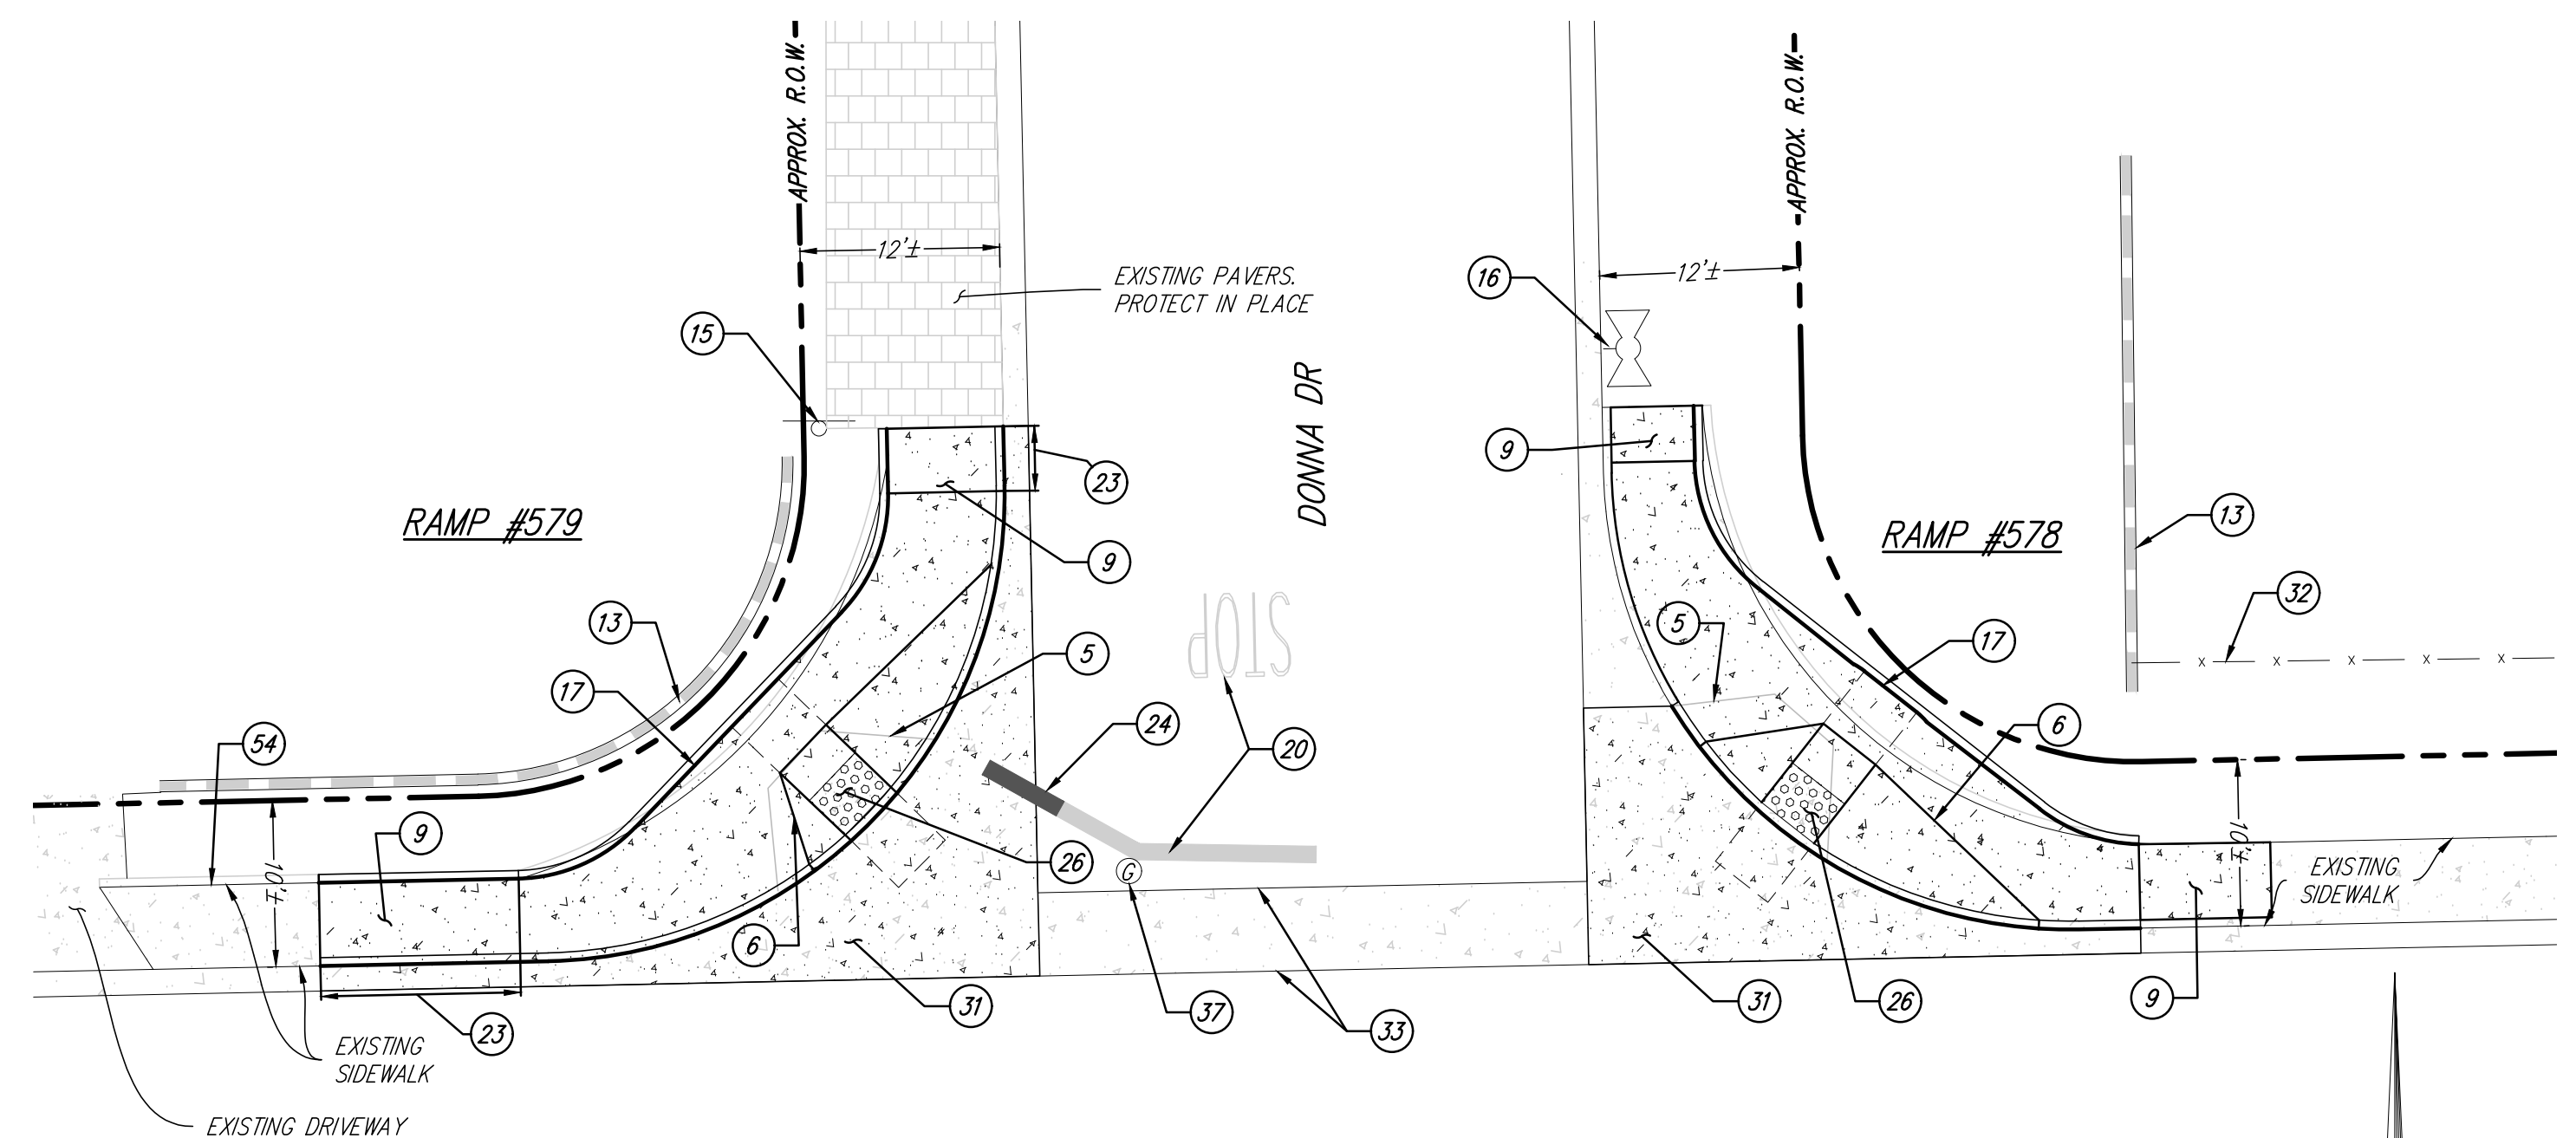 APPROX. R.O.W.
APPROX. R.O.W.
12'±
12'±
EXISTING PAVERS.
PROTECT IN PLACE
16
15
DONNA DR
9
23
RAMP #579
RAMP #578
13
9
32
13
5
17
5
17
24
6
54
20
STOP
9
10'±
10'±
26
G
EXISTING
SIDEWALK
6
31
37
33
31
26
9
23
EXISTING
SIDEWALK
EXISTING DRIVEWAY
X
X
X
X
X